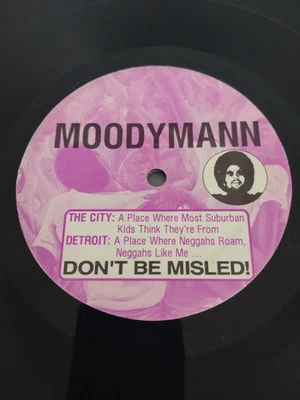 MOODYMANN
THE CITY: A Place Where Most Suburban
Kids Think They're From
DETROIT: A Place Where Neggahs Roam,
Neggahs Like Me ...
DON'T BE MISLED!